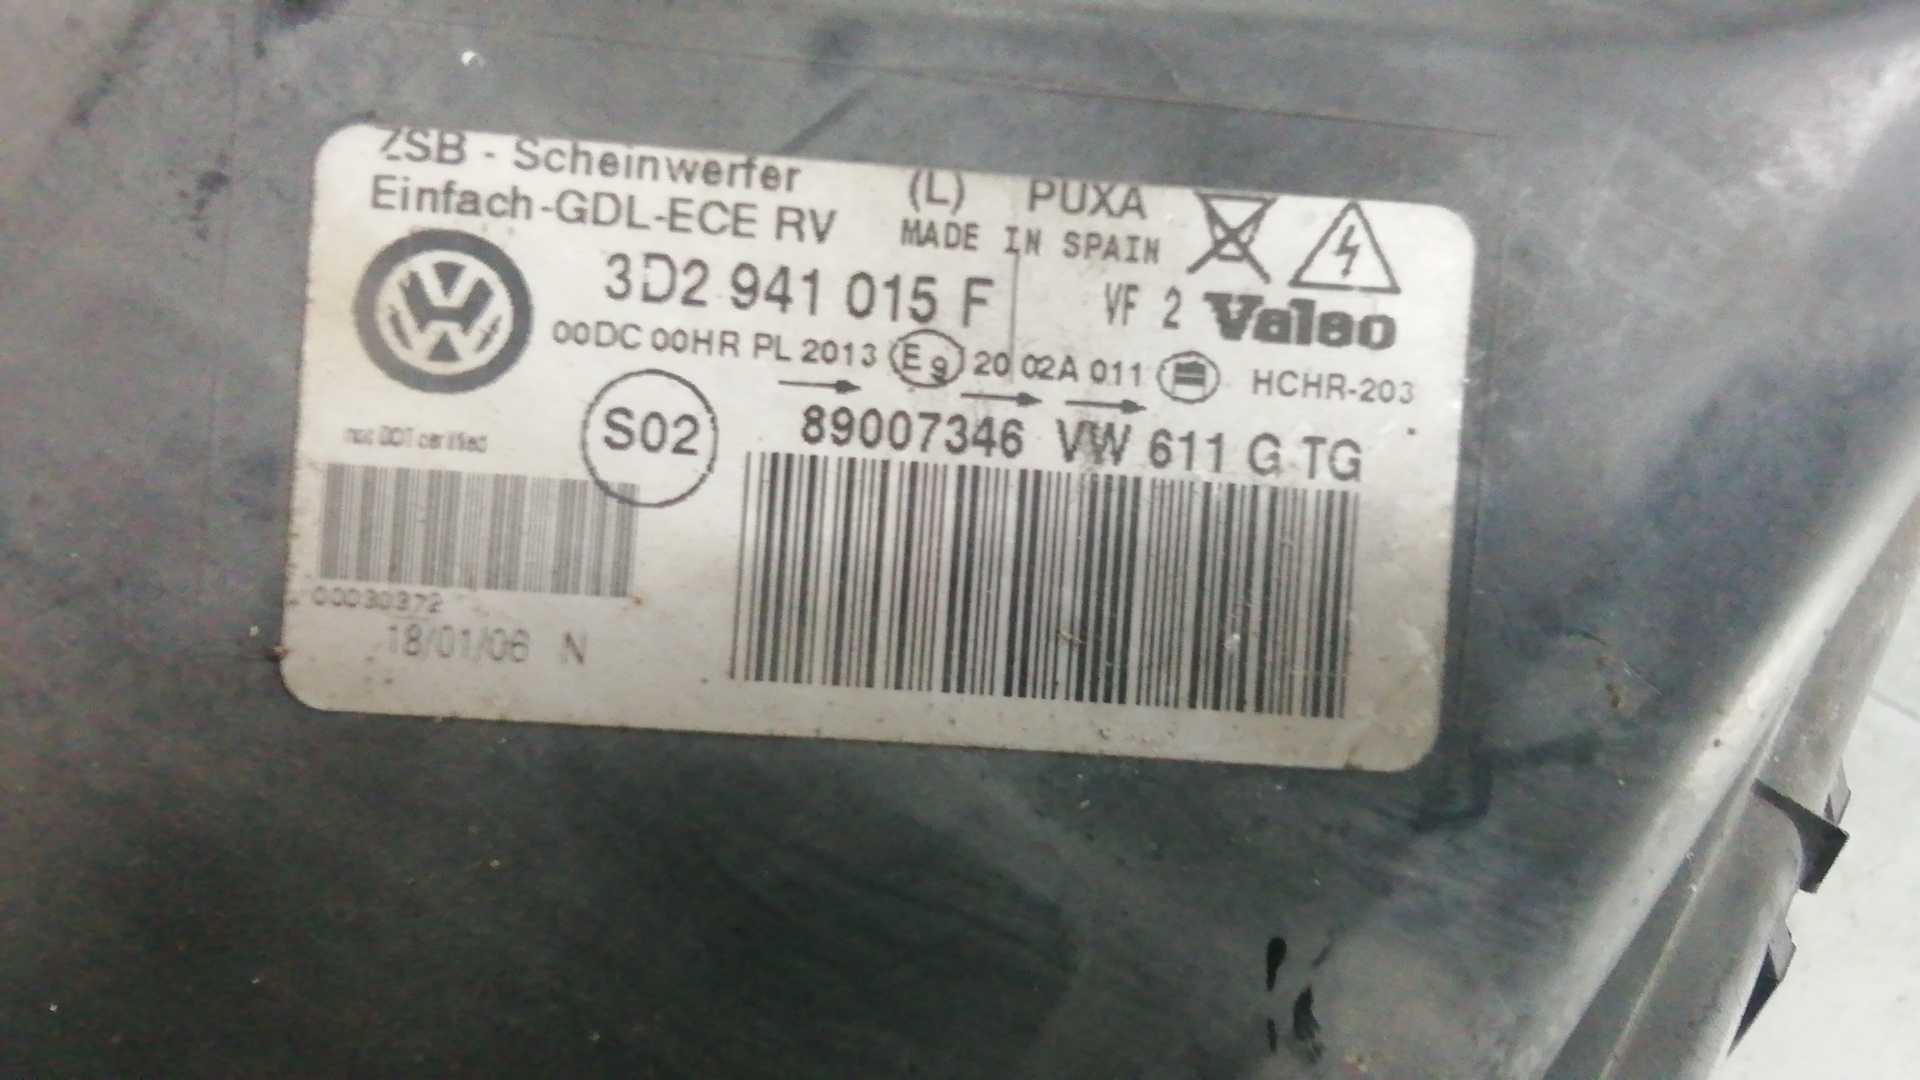 ZSB - Scheinwerfer (L) PUXA
Einfach-GDL-ECE RV MADE IN SPAIN
3D2 941 015 F VF 2 Valeo
00DC 00HR PL 2013 E9 20 02A 011 HCHR-203
S02 89007346 VW 611 G TG
not DOT certified
00030372
18/01/06 N